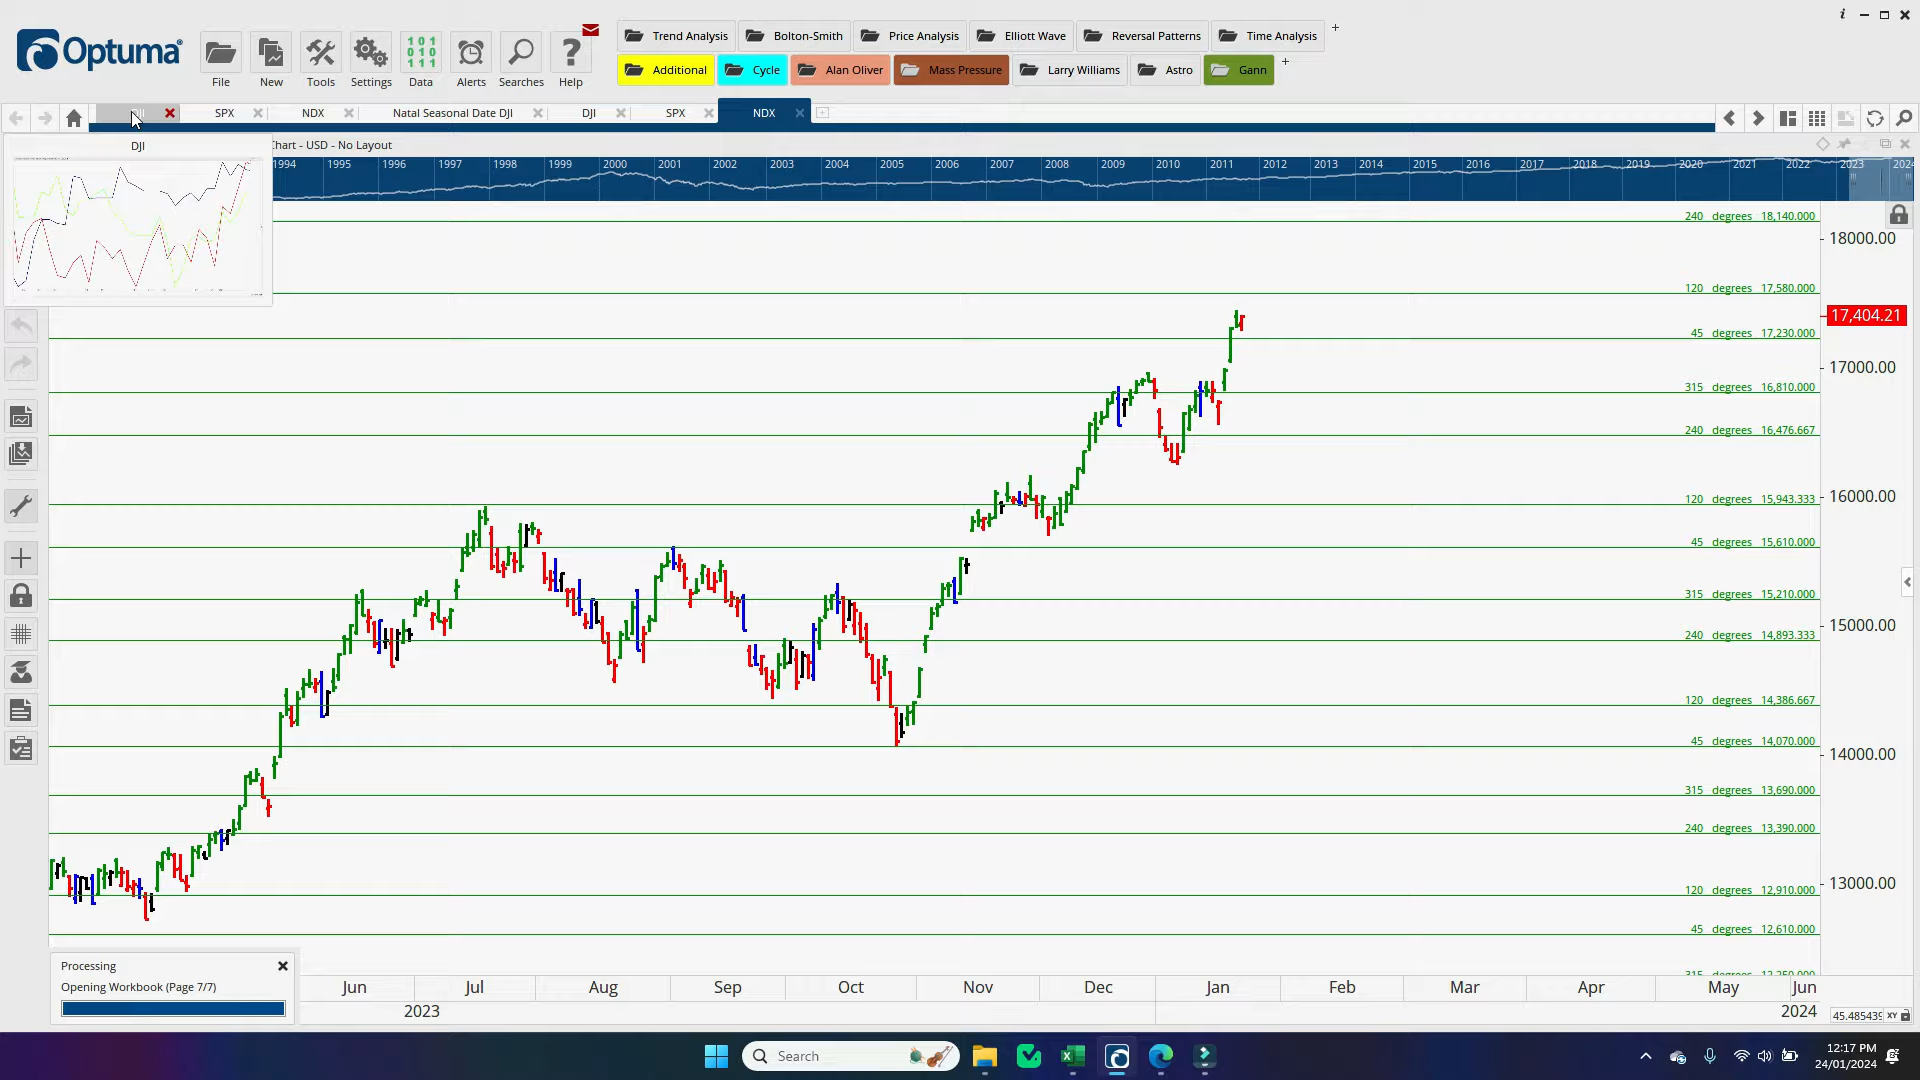 Optuma
File
New
Tools
Settings
Data
Alerts
Searches
Help
Trend Analysis
Bolton-Smith
Price Analysis
Elliott Wave
Reversal Patterns
Time Analysis
Additional
Cycle
Alan Oliver
Mass Pressure
Larry Williams
Astro
Gann
SPX
NDX
Natal Seasonal Date DJI
DJI
SPX
NDX
DJI
Chart - USD - No Layout
1994 1995 1996 1997 1998 1999 2000 2001 2002 2003 2004 2005 2006 2007 2008 2009 2010 2011 2012 2013 2014 2015 2016 2017 2018 2019 2020 2021 2022 2023 2024
240 degrees 18,140.000
18000.00
120 degrees 17,580.000
17,404.21
45 degrees 17,230.000
17000.00
315 degrees 16,810.000
240 degrees 16,476.667
16000.00
120 degrees 15,943.333
45 degrees 15,610.000
315 degrees 15,210.000
15000.00
240 degrees 14,893.333
120 degrees 14,386.667
14000.00
45 degrees 14,070.000
315 degrees 13,690.000
240 degrees 13,390.000
13000.00
120 degrees 12,910.000
45 degrees 12,610.000
Processing
Opening Workbook (Page 7/7)
Jun Jul Aug Sep Oct Nov Dec Jan Feb Mar Apr May Jun
2023 2024
45.485439 XY
Search
12:17 PM
24/01/2024